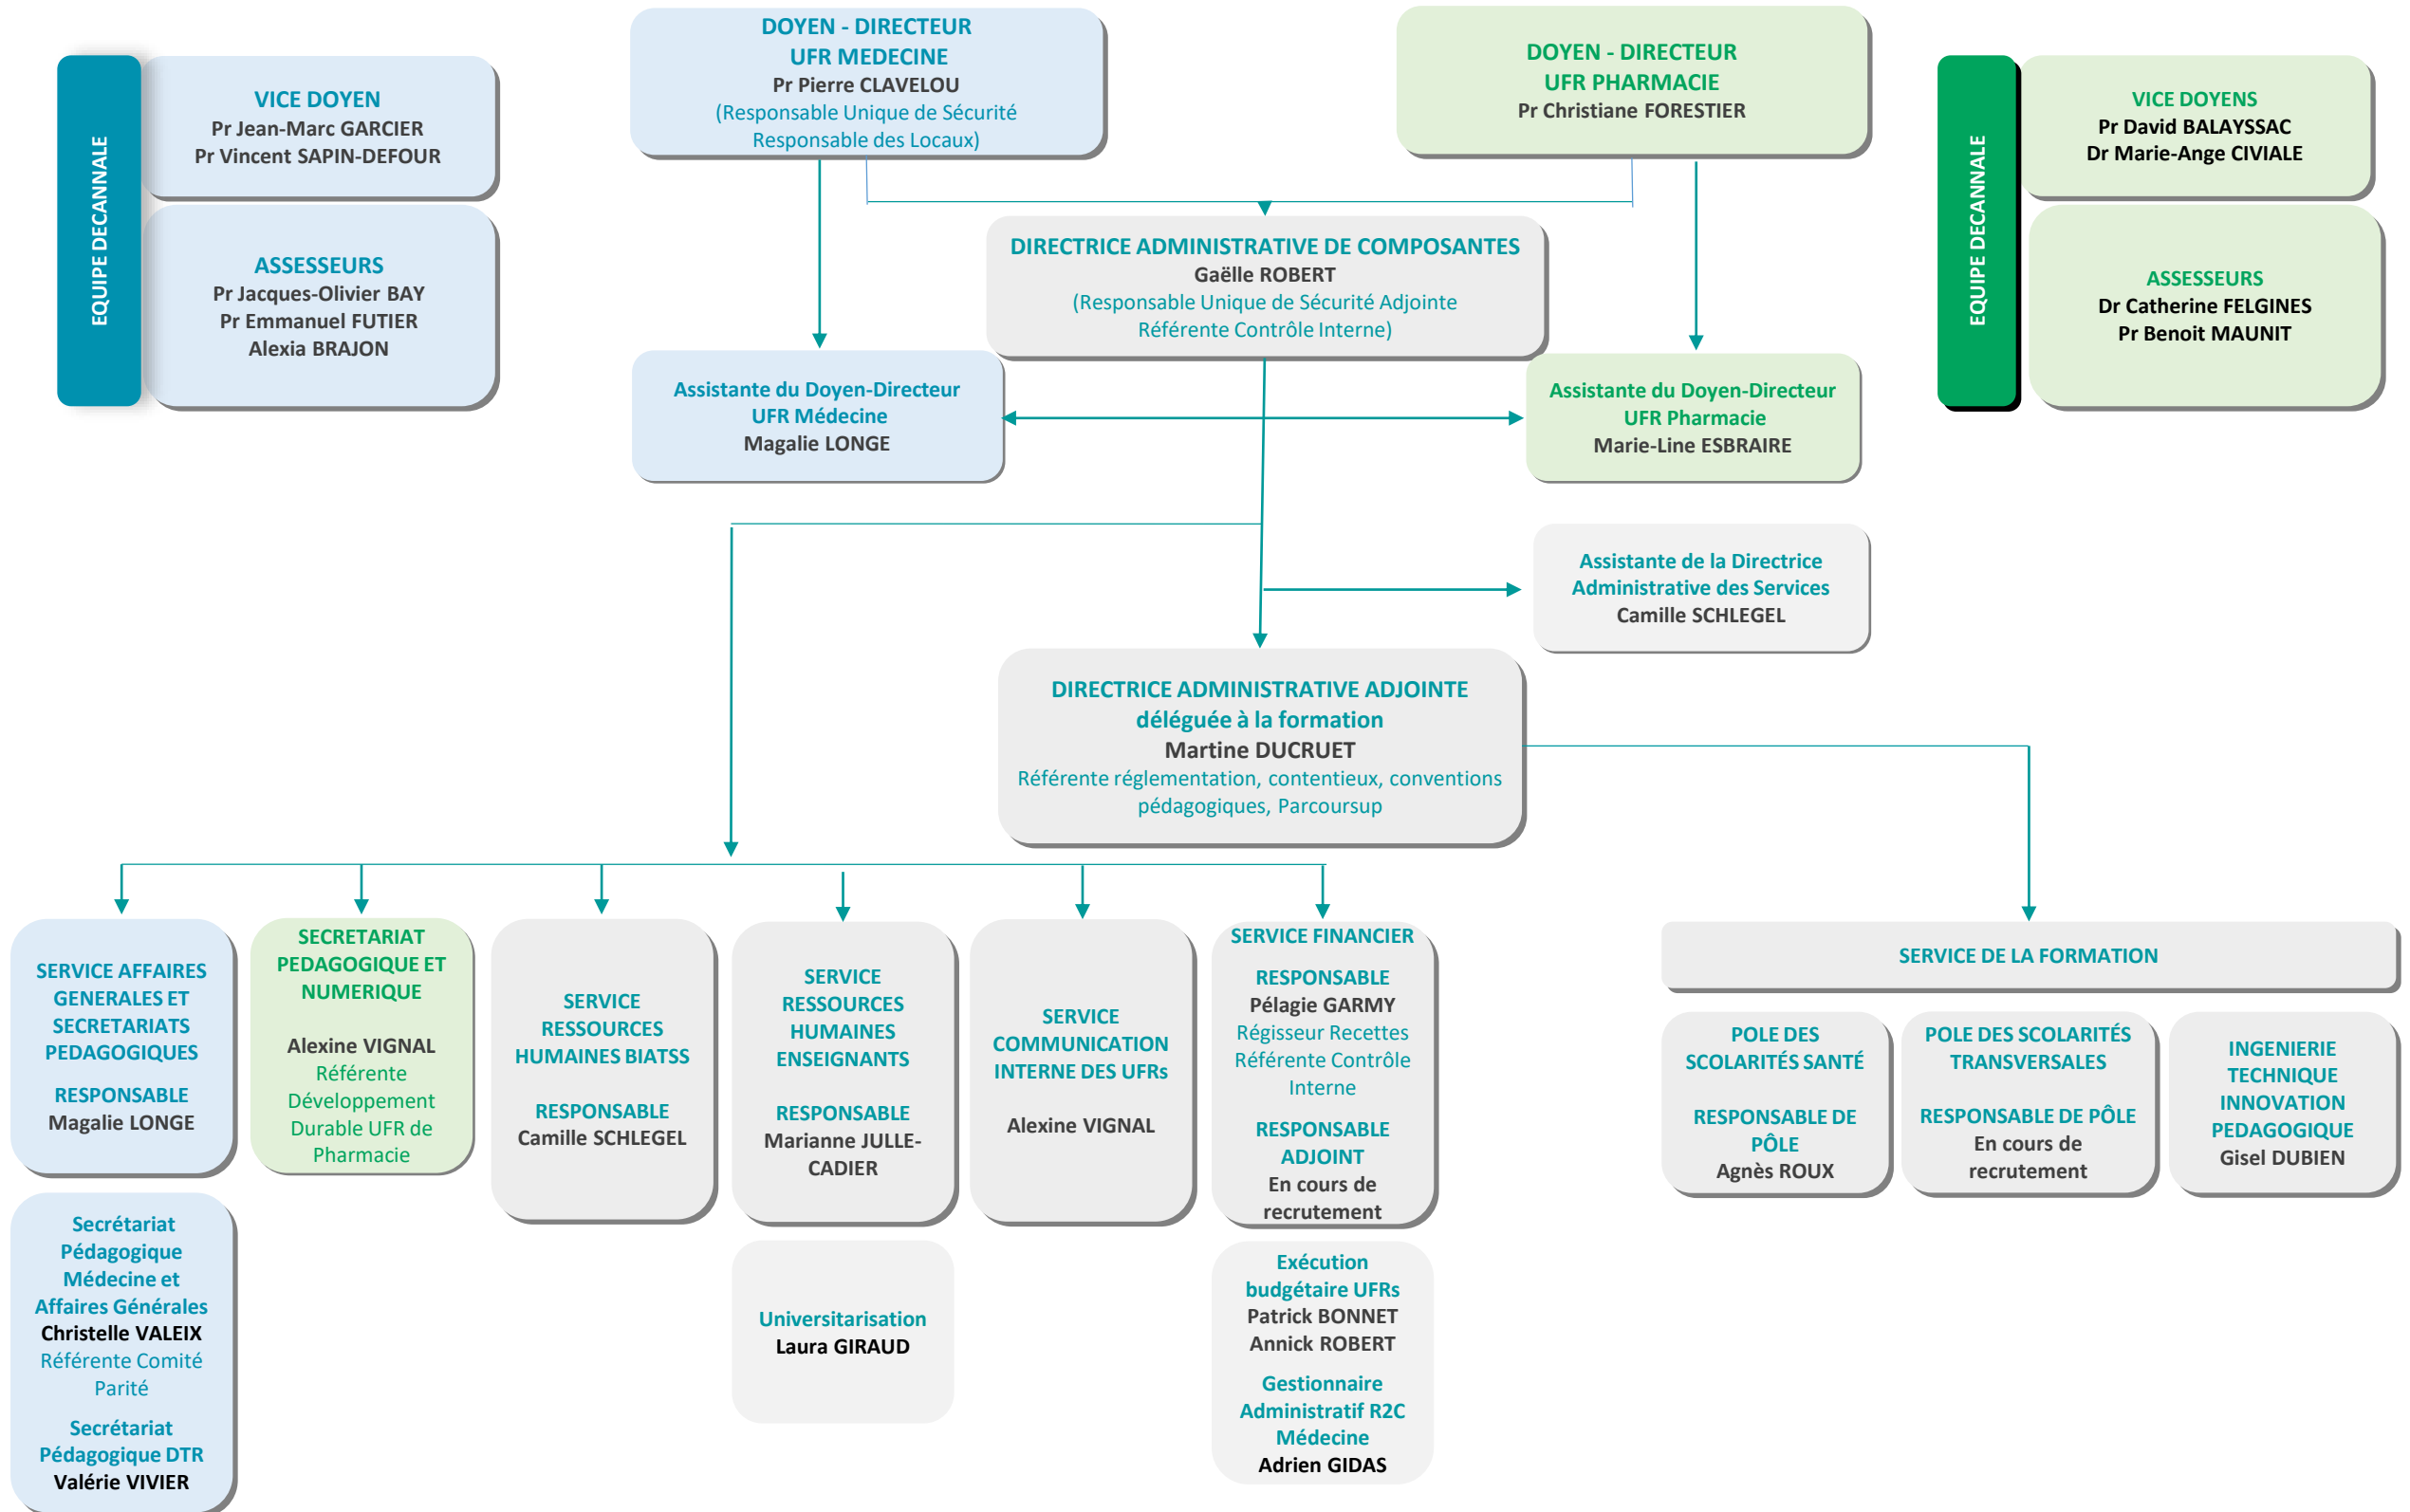 EQUIPE DECANNALE
VICE DOYEN
Pr Jean-Marc GARCIER
Pr Vincent SAPIN-DEFOUR
ASSESSEURS
Pr Jacques-Olivier BAY
Pr Emmanuel FUTIER
Alexia BRAJON
DOYEN - DIRECTEUR
UFR MEDECINE
Pr Pierre CLAVELOU
(Responsable Unique de Sécurité
Responsable des Locaux)
DOYEN - DIRECTEUR
UFR PHARMACIE
Pr Christiane FORESTIER
EQUIPE DECANNALE
VICE DOYENS
Pr David BALAYSSAC
Dr Marie-Ange CIVIALE
ASSESSEURS
Dr Catherine FELGINES
Pr Benoit MAUNIT
DIRECTRICE ADMINISTRATIVE DE COMPOSANTES
Gaëlle ROBERT
(Responsable Unique de Sécurité Adjointe
Référente Contrôle Interne)
Assistante du Doyen-Directeur
UFR Médecine
Magalie LONGE
Assistante du Doyen-Directeur
UFR Pharmacie
Marie-Line ESBRAIRE
Assistante de la Directrice
Administrative des Services
Camille SCHLEGEL
DIRECTRICE ADMINISTRATIVE ADJOINTE
déléguée à la formation
Martine DUCRUET
Référente réglementation, contentieux, conventions
pédagogiques, Parcoursup
SERVICE AFFAIRES
GENERALES ET
SECRETARIATS
PEDAGOGIQUES
RESPONSABLE
Magalie LONGE
SECRETARIAT
PEDAGOGIQUE ET
NUMERIQUE
Alexine VIGNAL
Référente
Développement
Durable UFR de
Pharmacie
SERVICE
RESSOURCES
HUMAINES BIATSS
RESPONSABLE
Camille SCHLEGEL
SERVICE
RESSOURCES
HUMAINES
ENSEIGNANTS
RESPONSABLE
Marianne JULLE-
CADIER
SERVICE
COMMUNICATION
INTERNE DES UFRs
Alexine VIGNAL
SERVICE FINANCIER
RESPONSABLE
Pélagie GARMY
Régisseur Recettes
Référente Contrôle
Interne
RESPONSABLE
ADJOINT
En cours de
recrutement
SERVICE DE LA FORMATION
POLE DES
SCOLARITÉS SANTÉ
RESPONSABLE DE
PÔLE
Agnès ROUX
POLE DES SCOLARITÉS
TRANSVERSALES
RESPONSABLE DE PÔLE
En cours de
recrutement
INGENIERIE
TECHNIQUE
INNOVATION
PEDAGOGIQUE
Gisel DUBIEN
Secrétariat
Pédagogique
Médecine et
Affaires Générales
Christelle VALEIX
Référente Comité
Parité
Secrétariat
Pédagogique DTR
Valérie VIVIER
Universitarisation
Laura GIRAUD
Exécution
budgétaire UFRs
Patrick BONNET
Annick ROBERT
Gestionnaire
Administratif R2C
Médecine
Adrien GIDAS